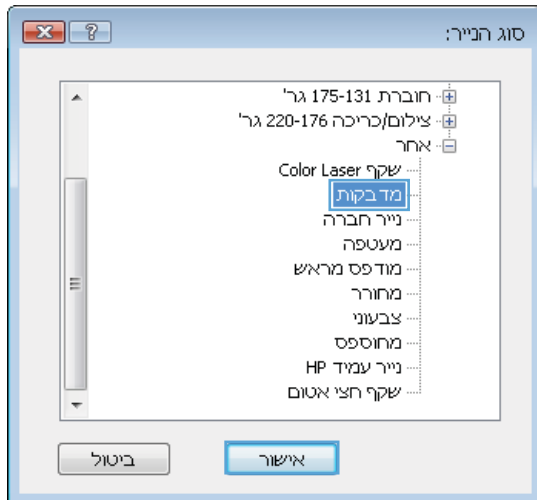 סוג הנייר:
חוברת 175-131 גר'
צילום/כריכה 220-176 גר'
אחר
שקף Color Laser
מדבקות
נייר חברה
מעטפה
מודפס מראש
מחורר
צבעוני
מחוספס
נייר עמיד HP
שקף חצי אטום
אישור
ביטול